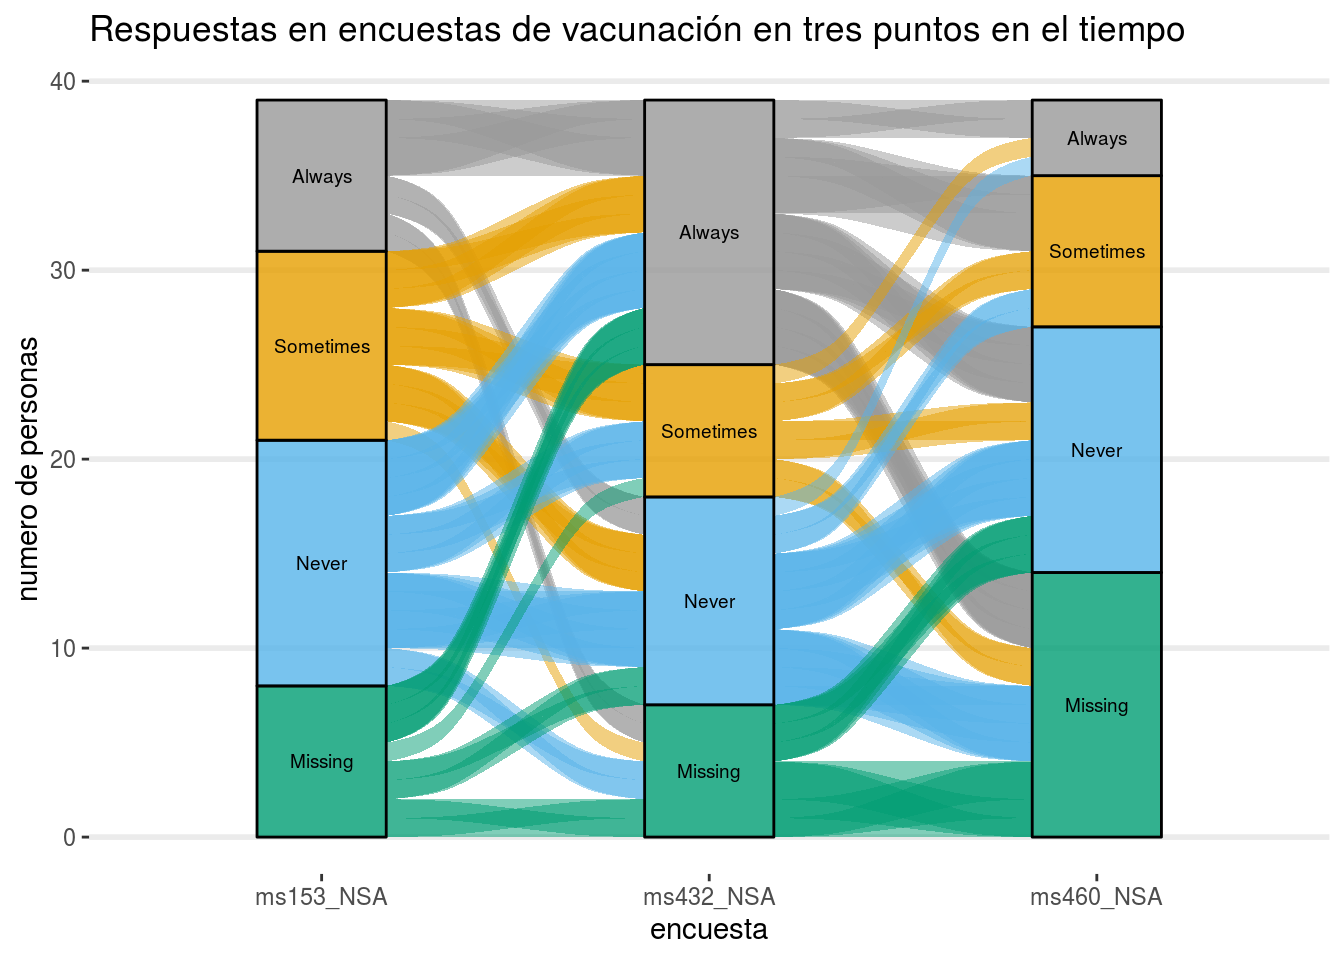 Respuestas en encuestas de vacunación en tres puntos en el tiempo
40
30
20
10
0
numero de personas
Always
Sometimes
Never
Missing
Always
Sometimes
Never
Missing
Always
Sometimes
Never
Missing
ms153_NSA
ms432_NSA
ms460_NSA
encuesta